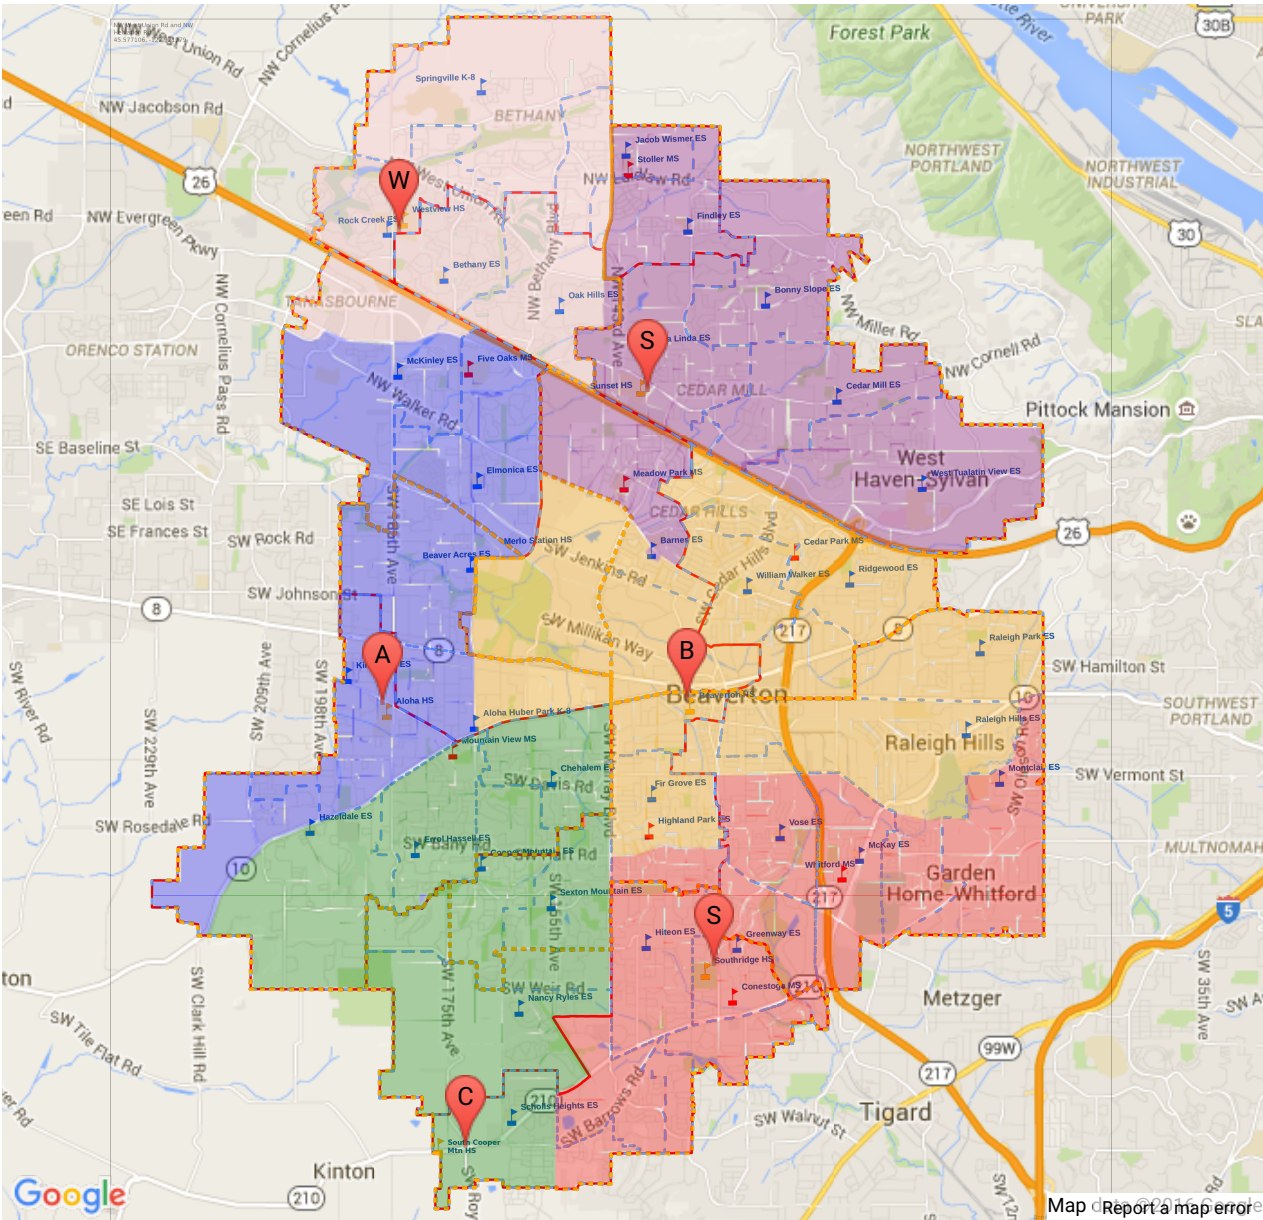 Forest Park
UNIVERSITY
PARK
30B
NW West Union Rd
NW Jacobson Rd
Springville K-8
BETHANY
Jacob Wismer ES
Stoller MS
NORTHWEST
PORTLAND
NORTHWEST
INDUSTRIAL
26
W
Rock Creek ES
Westview HS
NW Evergreen Pkwy
Findley ES
30
Bethany ES
NW Bethany Blvd
Oak Hills ES
Bonny Slope ES
NW Miller Rd
NW Cornelius Pass Rd
S
Sunset HS
ORENCO STATION
McKinley ES
Five Oaks MS
NW Walker Rd
CEDAR MILL
Cedar Mill ES
NW Cornell Rd
Pittock Mansion
SE Baseline St
Elmonica ES
Meadow Park MS
West
Haven-Sylvan
West Tualatin View ES
SE Lois St
SE Frances St
SW Rock Rd
CEDAR HILLS
26
Merlo Station HS
Barnes ES
Cedar Park MS
Beaver Acres ES
SW Jenkins Rd
SW Cedar Hills Blvd
William Walker ES
Ridgewood ES
SW Johnson St
8
SW Millikan Way
217
8
Raleigh Park ES
A
8
B
SW Hamilton St
SW River Rd
SW 209th Ave
SW 198th Ave
Aloha HS
Beaverton
10
SOUTHWEST
PORTLAND
SW 229th Ave
Aloha Huber Park K-8
Raleigh Hills ES
Raleigh Hills
Mountain View MS
Chehalem ES
SW Davis Rd
Fir Grove ES
Montclair ES
SW Vermont St
SW Rosedale Rd
Hazeldale ES
Highland Park MS
Vose ES
Errol Hassell ES
McKay ES
MULTNOMAH
10
Whitford MS
Garden
Home-Whitford
217
Sexton Mountain ES
S
5
Hiteon ES
Greenway ES
Southridge HS
SW Clark Hill Rd
SW 175th Ave
SW Weir Rd
Nancy Ryles ES
Conestoga MS
Metzger
SW 35th Ave
SW Tile Flat Rd
99W
217
C
210
Scholls Heights ES
SW Barrows Rd
SW Walnut St
Tigard
South Cooper
Mtn HS
Kinton
210
Google
Map
Report a map error